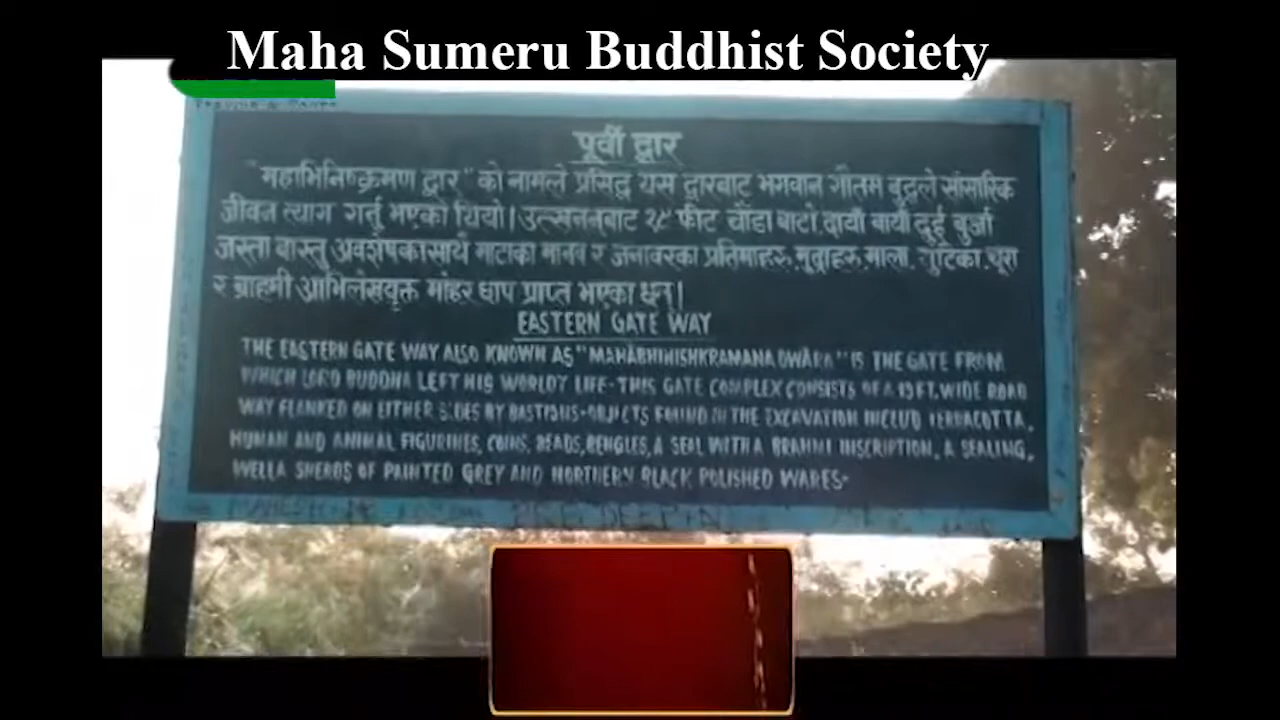 Maha Sumeru Buddhist Society
पूर्वी द्वार
"महाभिनिष्क्रमण द्वार" को नामले प्रसिद्ध यस द्वारबाट भगवान गौतम बुद्धले सांसारिक
जीवन त्याग गर्नु भएको थियो। उत्खननबाट २८ फीट चौडा बाटो, दायाँ बायाँ दुई बुर्जा
जस्ता वास्तु अवशेषकासाथै माटाका मानव र जनावरका प्रतिमाहरु, मुद्राहरु, माला, चुरा
र ब्राहमी अभिलेखयुक्त छाप प्राप्त भएका छन्।
EASTERN GATE WAY
THE EASTERN GATE WAY ALSO KNOWN AS "MAHABHINISHKRAMANA DWARA" IS THE GATE FROM
WHICH LORD BUDDHA LEFT HIS WORLDY LIFE. THIS GATE COMPLEX CONSISTS OF A FT. WIDE ROAD
WAY FLANKED ON EITHER SIDES BY BASTIONS. OBJECTS FOUND IN THE EXCAVATION INCLUD TERRACOTTA,
HUMAN AND ANIMAL FIGURINES, COINS, BEADS, BENGLES, A SEAL WITH A BRAHMI INSCRIPTION, A SEALING,
WELLA SHERDS OF PAINTED GREY AND NORTHERN BLACK POLISHED WARES.